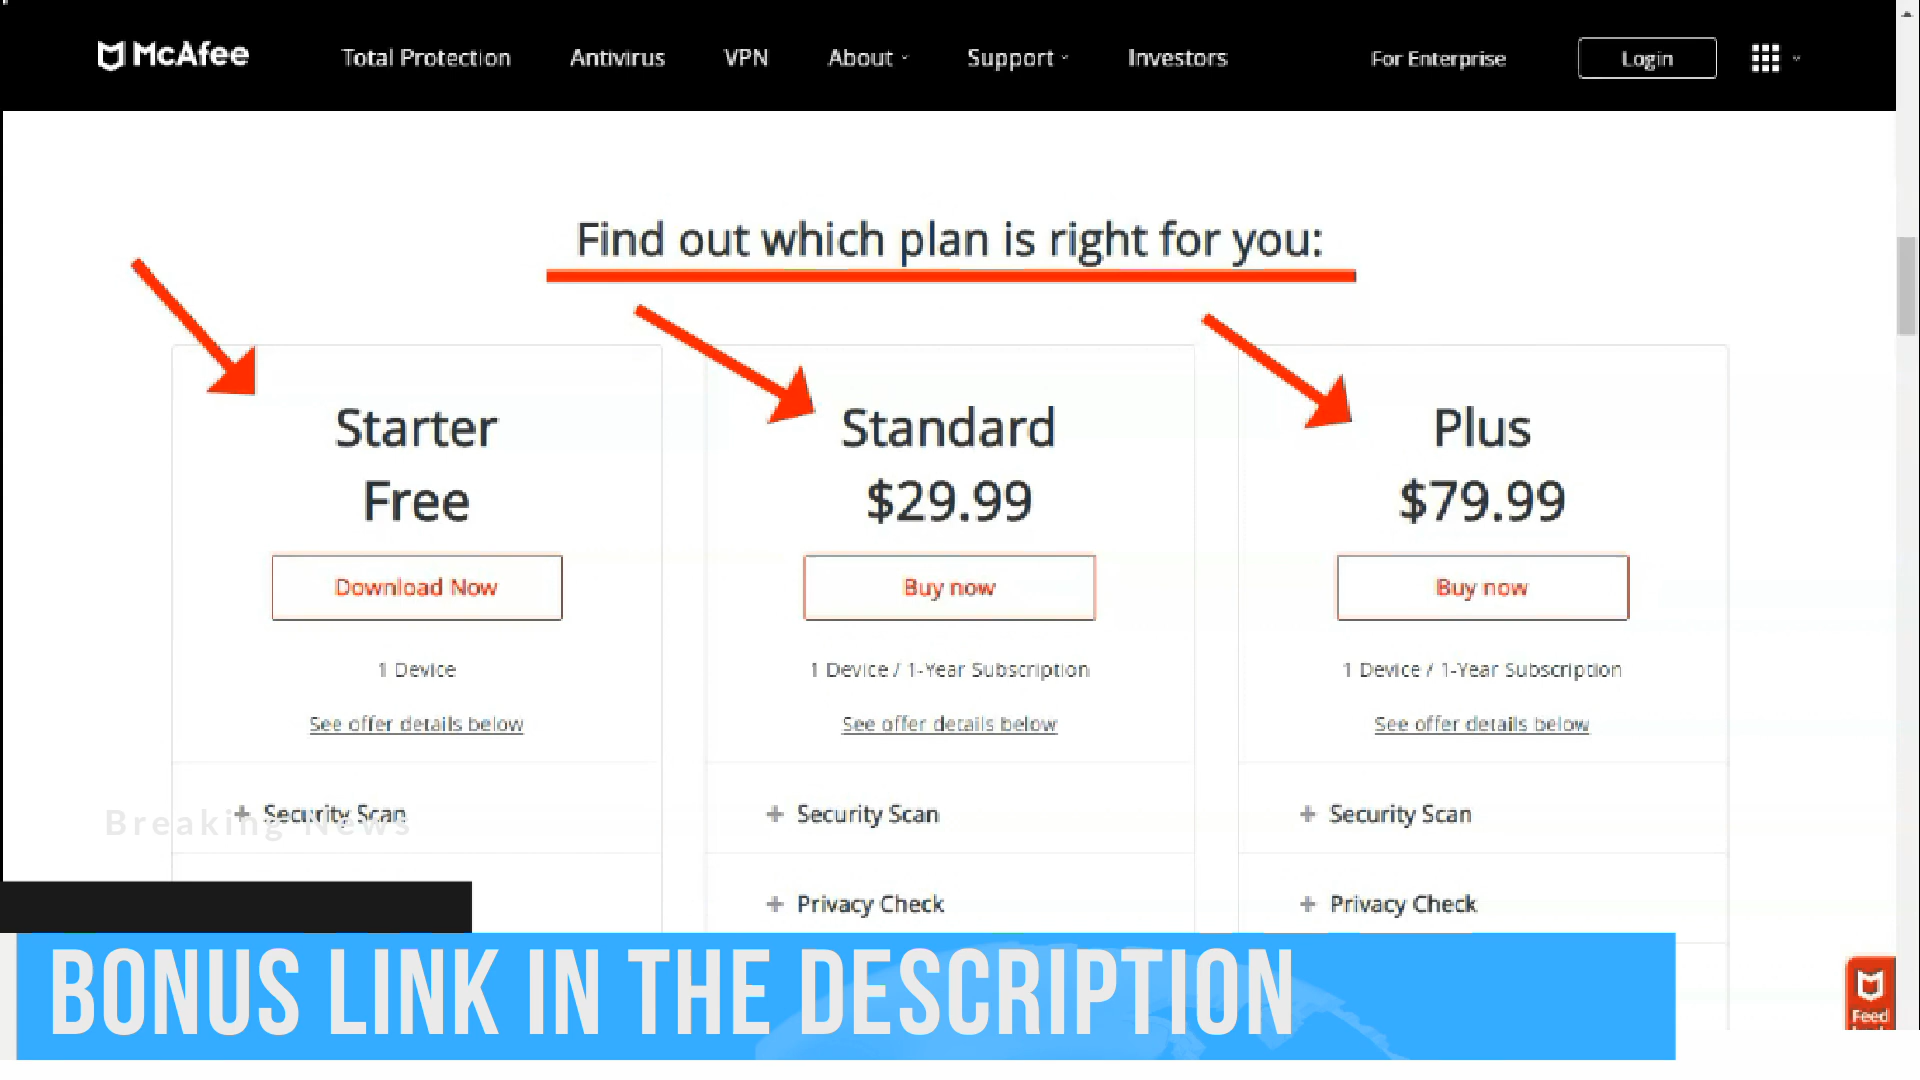 McAfee Total Protection Antivirus VPN About Support Investors For Enterprise Login
Find out which plan is right for you:
Starter
Free
Download Now
1 Device
See offer details below
+ Security Scan
Standard
$29.99
Buy now
1 Device / 1-Year Subscription
See offer details below
+ Security Scan
+ Privacy Check
Plus
$79.99
Buy now
1 Device / 1-Year Subscription
See offer details below
+ Security Scan
+ Privacy Check
Breaking News
BONUS LINK IN THE DESCRIPTION
Feed